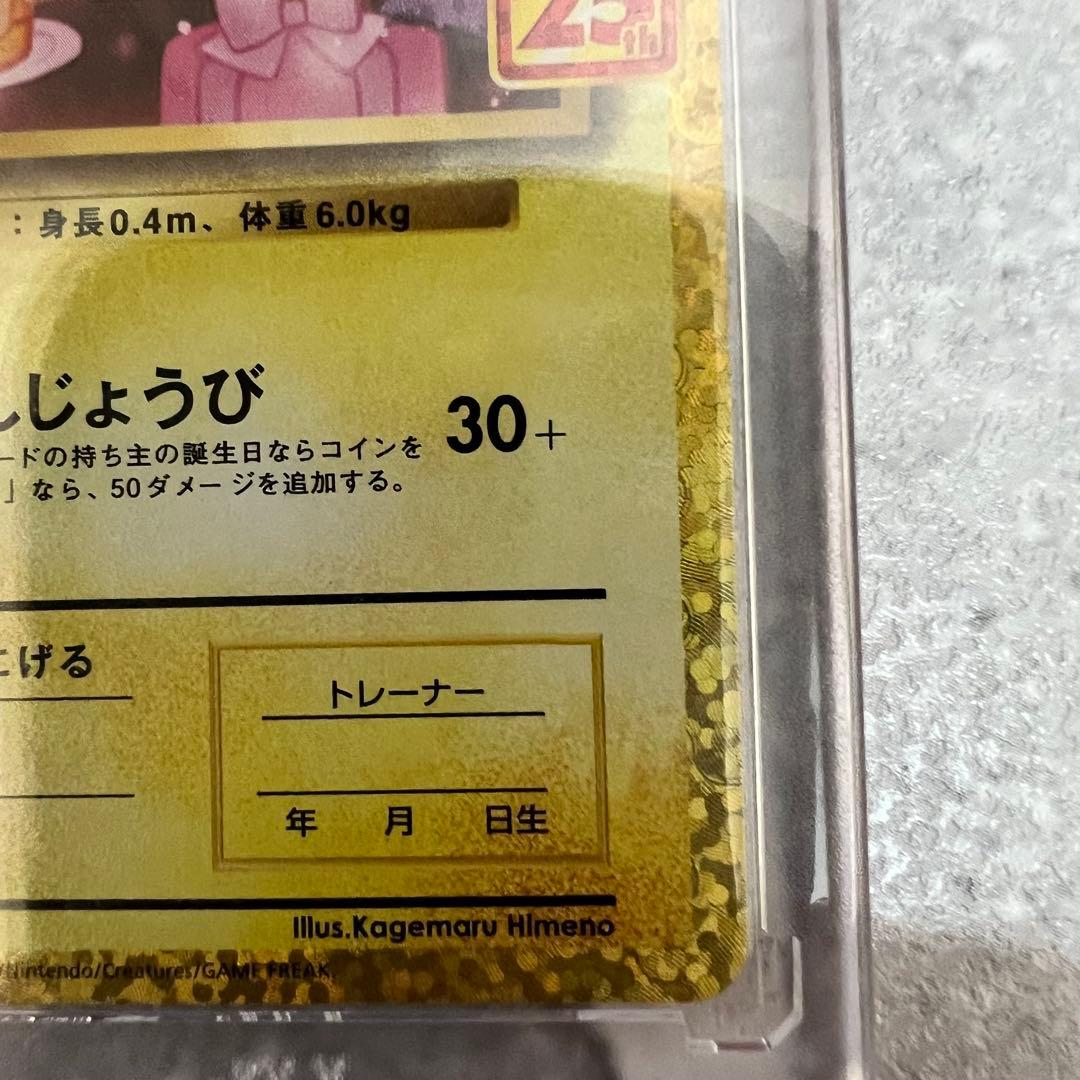 25th
：身長0.4m、体重6.0kg
んじょうび
30+
ードの持ち主の誕生日ならコインを
」なら、50ダメージを追加する。
にげる
トレーナー
年 月 日生
Illus.Kagemaru Himeno
/Nintendo/Creatures/GAME FREAK.